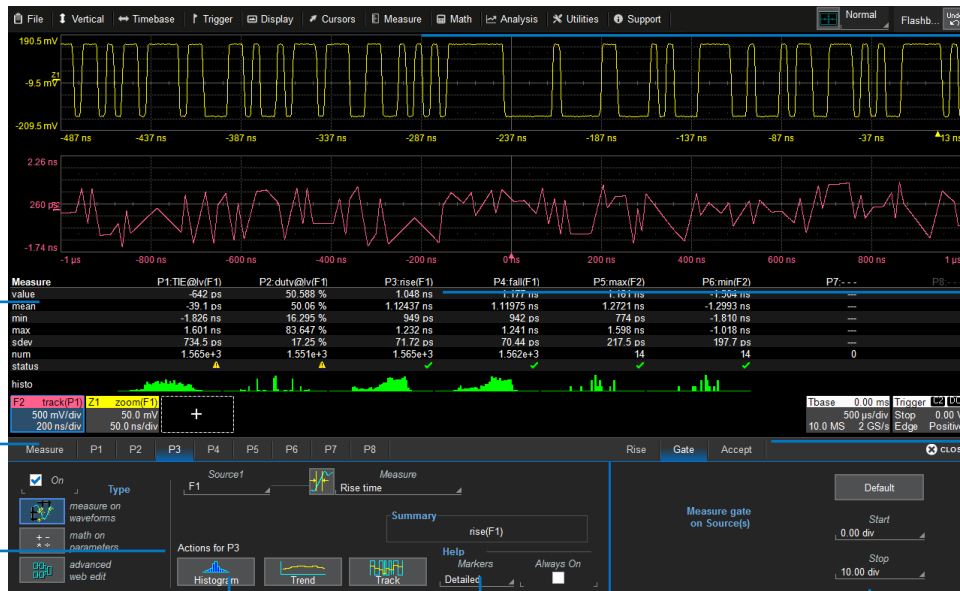 File Vertical Timebase Trigger Display Cursors Measure Math Analysis Utilities Support Normal Flashb... Undo
190.5 mV
Z1
-9.5 mV
-209.5 mV
-487 ns -437 ns -387 ns -337 ns -287 ns -237 ns -187 ns -137 ns -87 ns -37 ns 13 ns
2.26 ns
260 ps
-1.74 ns
-1 µs -800 ns -600 ns -400 ns -200 ns 0 ns 200 ns 400 ns 600 ns 800 ns 1 µs
Measure P1:TIE@lv(F1) P2:duty@lv(F1) P3:rise(F1) P4:fall(F1) P5:max(F2) P6:min(F2) P7:- - - P8:- -
value -642 ps 50.588 % 1.048 ns 1.177 ns 1.161 ns -1.504 ns ---
mean -39.1 ps 50.06 % 1.12437 ns 1.11975 ns 1.2721 ns -1.2993 ns ---
min -1.826 ns 16.295 % 949 ps 942 ps 774 ps -1.810 ns ---
max 1.601 ns 83.647 % 1.232 ns 1.241 ns 1.598 ns -1.018 ns ---
sdev 734.5 ps 17.25 % 71.72 ps 70.44 ps 217.5 ps 197.7 ps ---
num 1.565e+3 1.551e+3 1.565e+3 1.562e+3 14 14 0
status
histo
F2 track(P1) Z1 zoom(F1) Tbase 0.00 ms Trigger C2 DC
500 mV/div 50.0 mV + 500 µs/div Stop 0.00 V
200 ns/div 50.0 ns/div 10.0 MS 2 GS/s Edge Positive
Measure P1 P2 P3 P4 P5 P6 P7 P8 Rise Gate Accept CLOS
On Type
measure on
waveforms
math on
parameters
advanced
web edit
Source1
F1
Measure
Rise time
Summary
rise(F1)
Actions for P3
Histogram Trend Track
Help
Markers Always On
Detailed
Measure gate
on Source(s)
Default
Start
0.00 div
Stop
10.00 div